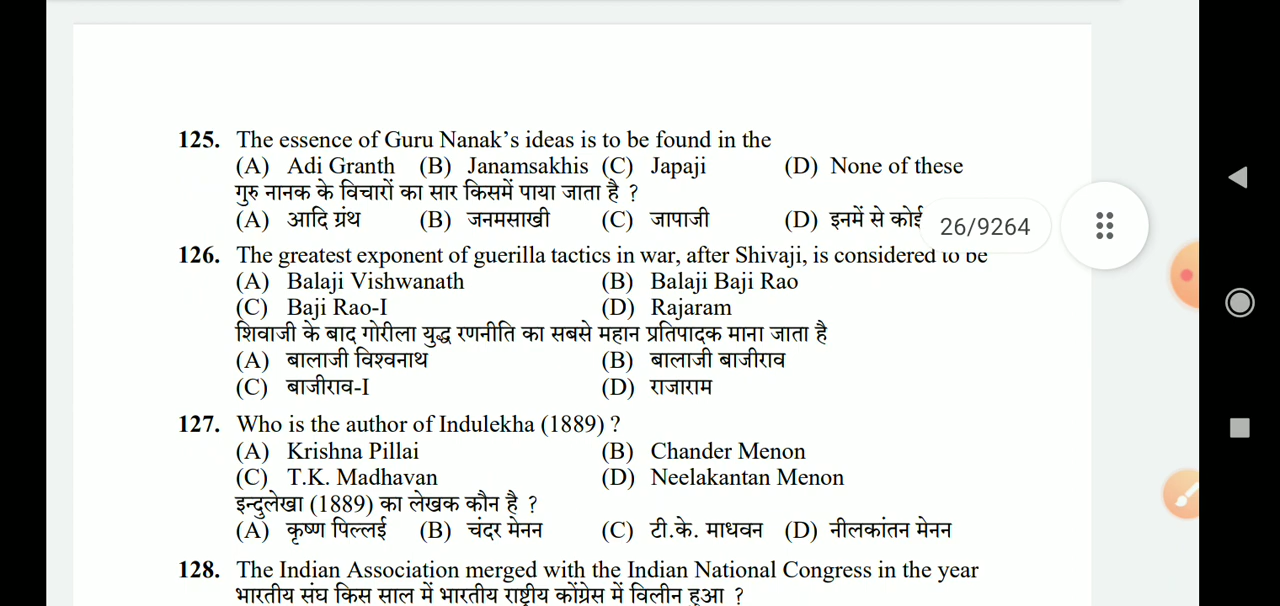 125. The essence of Guru Nanak's ideas is to be found in the
(A) Adi Granth (B) Janamsakhis (C) Japaji (D) None of these
गुरु नानक के विचारों का सार किसमें पाया जाता है ?
(A) आदि ग्रंथ (B) जनमसाखी (C) जापाजी (D) इनमें से कोई
26/9264
126. The greatest exponent of guerilla tactics in war, after Shivaji, is considered to be
(A) Balaji Vishwanath (B) Balaji Baji Rao
(C) Baji Rao-I (D) Rajaram
शिवाजी के बाद गोरीला युद्ध रणनीति का सबसे महान प्रतिपादक माना जाता है
(A) बालाजी विश्वनाथ (B) बालाजी बाजीराव
(C) बाजीराव-I (D) राजाराम
127. Who is the author of Indulekha (1889) ?
(A) Krishna Pillai (B) Chander Menon
(C) T.K. Madhavan (D) Neelakantan Menon
इन्दुलेखा (1889) का लेखक कौन है ?
(A) कृष्ण पिल्लई (B) चंदर मेनन (C) टी.के. माधवन (D) नीलकांतन मेनन
128. The Indian Association merged with the Indian National Congress in the year
भारतीय संघ किस साल में भारतीय राष्ट्रीय कोंग्रेस में विलीन हुआ ?